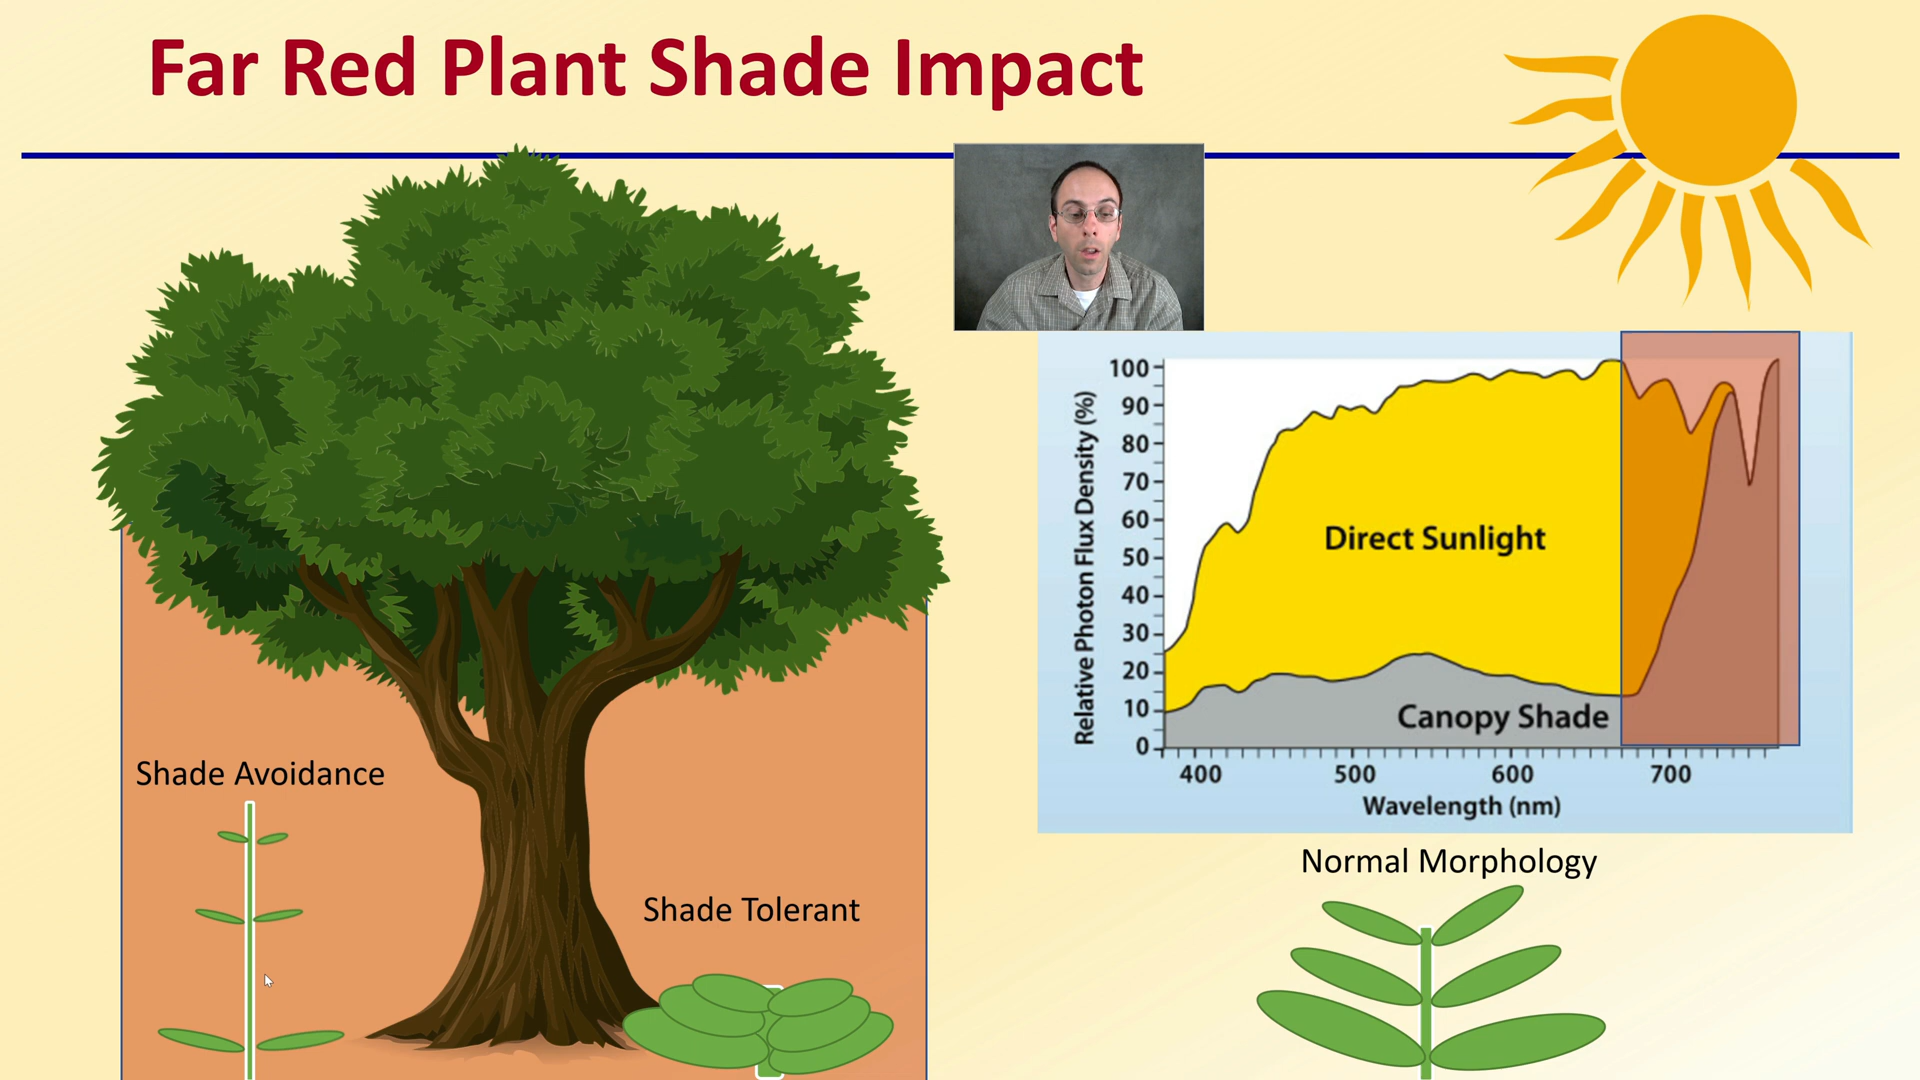 Far Red Plant Shade Impact
Shade Avoidance
Shade Tolerant
Relative Photon Flux Density (%)
100
90
80
70
60
50
40
30
20
10
0
Direct Sunlight
Canopy Shade
400 500 600 700
Wavelength (nm)
Normal Morphology